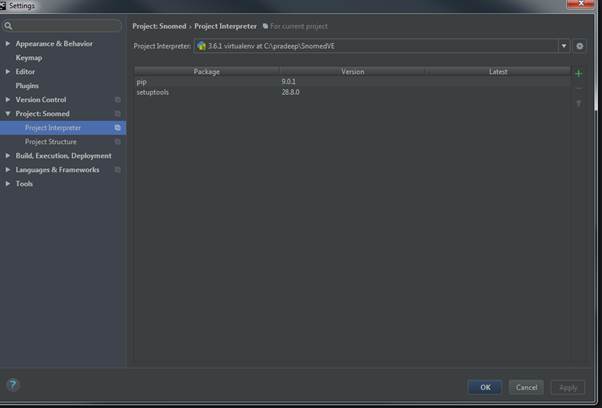 Settings
Project: Snomed › Project Interpreter For current project
Appearance & Behavior
Keymap
Editor
Plugins
Version Control
Project: Snomed
Project Interpreter
Project Structure
Build, Execution, Deployment
Languages & Frameworks
Tools
Project Interpreter: 3.6.1 virtualenv at C:\pradeep\SnomedVE
Package Version Latest
pip 9.0.1
setuptools 28.8.0
? OK Cancel Apply